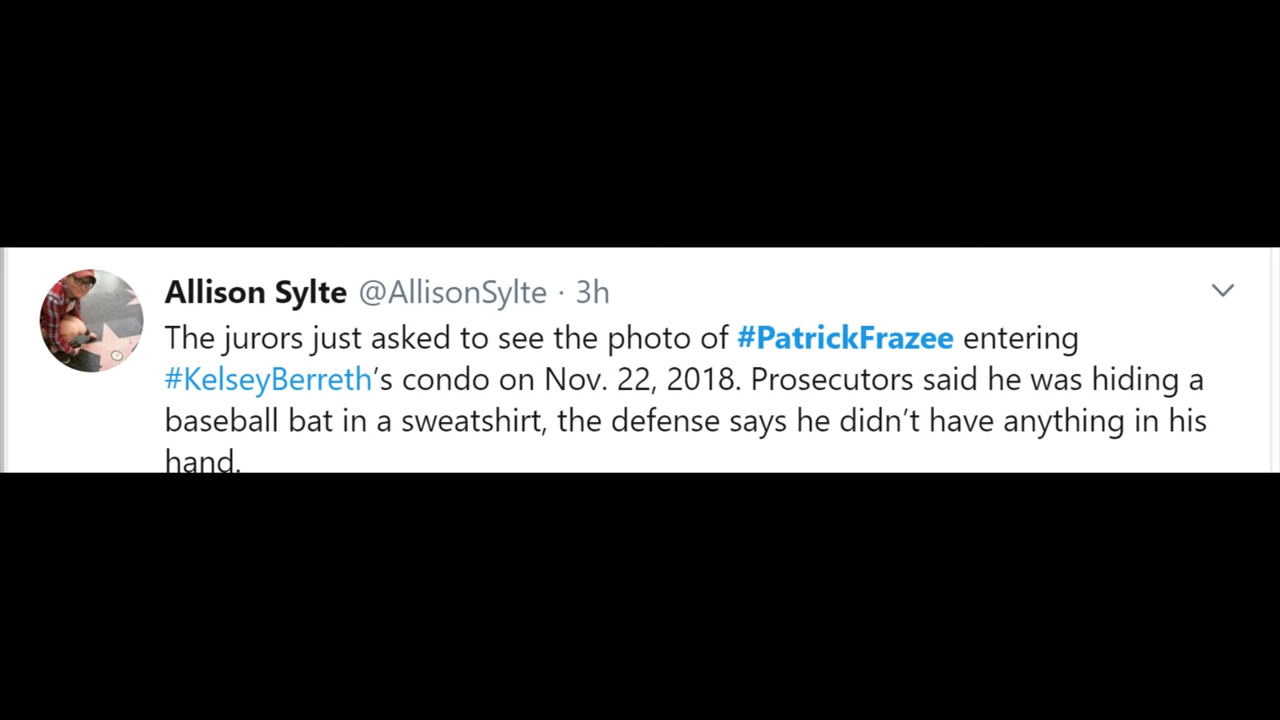 Allison Sylte @AllisonSylte · 3h
The jurors just asked to see the photo of #PatrickFrazee entering
#KelseyBerreth’s condo on Nov. 22, 2018. Prosecutors said he was hiding a
baseball bat in a sweatshirt, the defense says he didn’t have anything in his
hand.